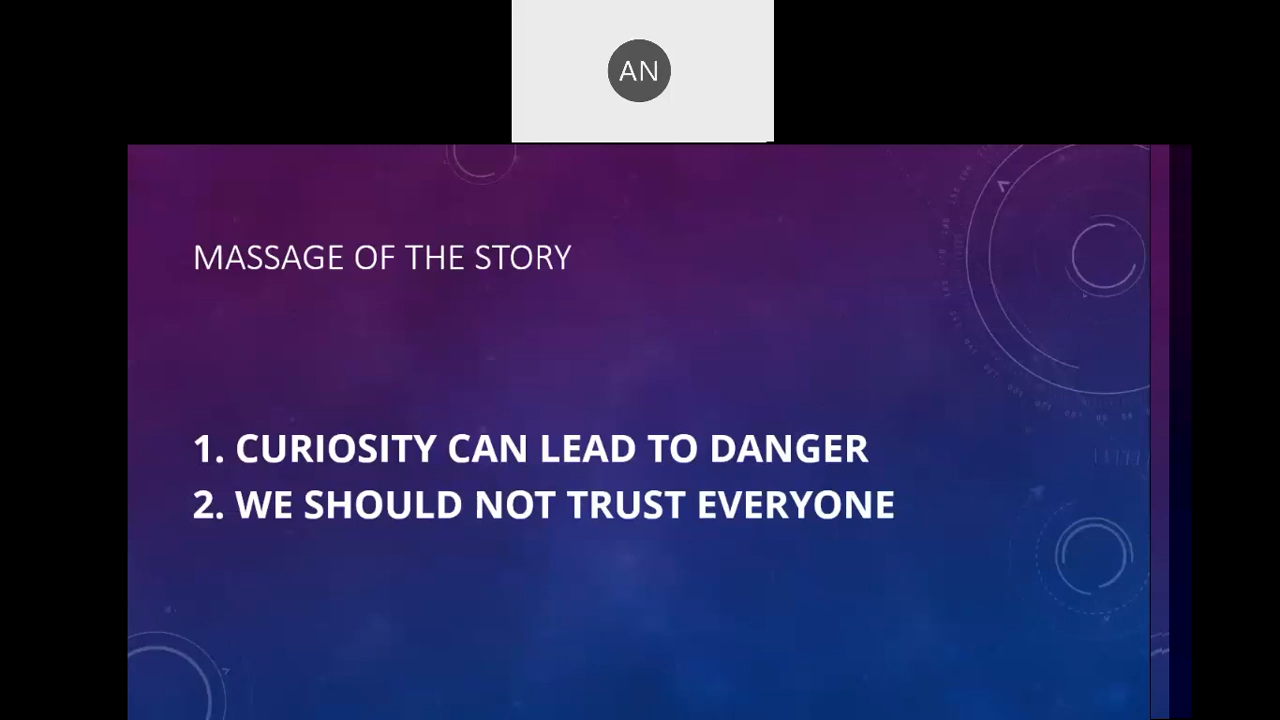 AN
MASSAGE OF THE STORY
1. CURIOSITY CAN LEAD TO DANGER
2. WE SHOULD NOT TRUST EVERYONE